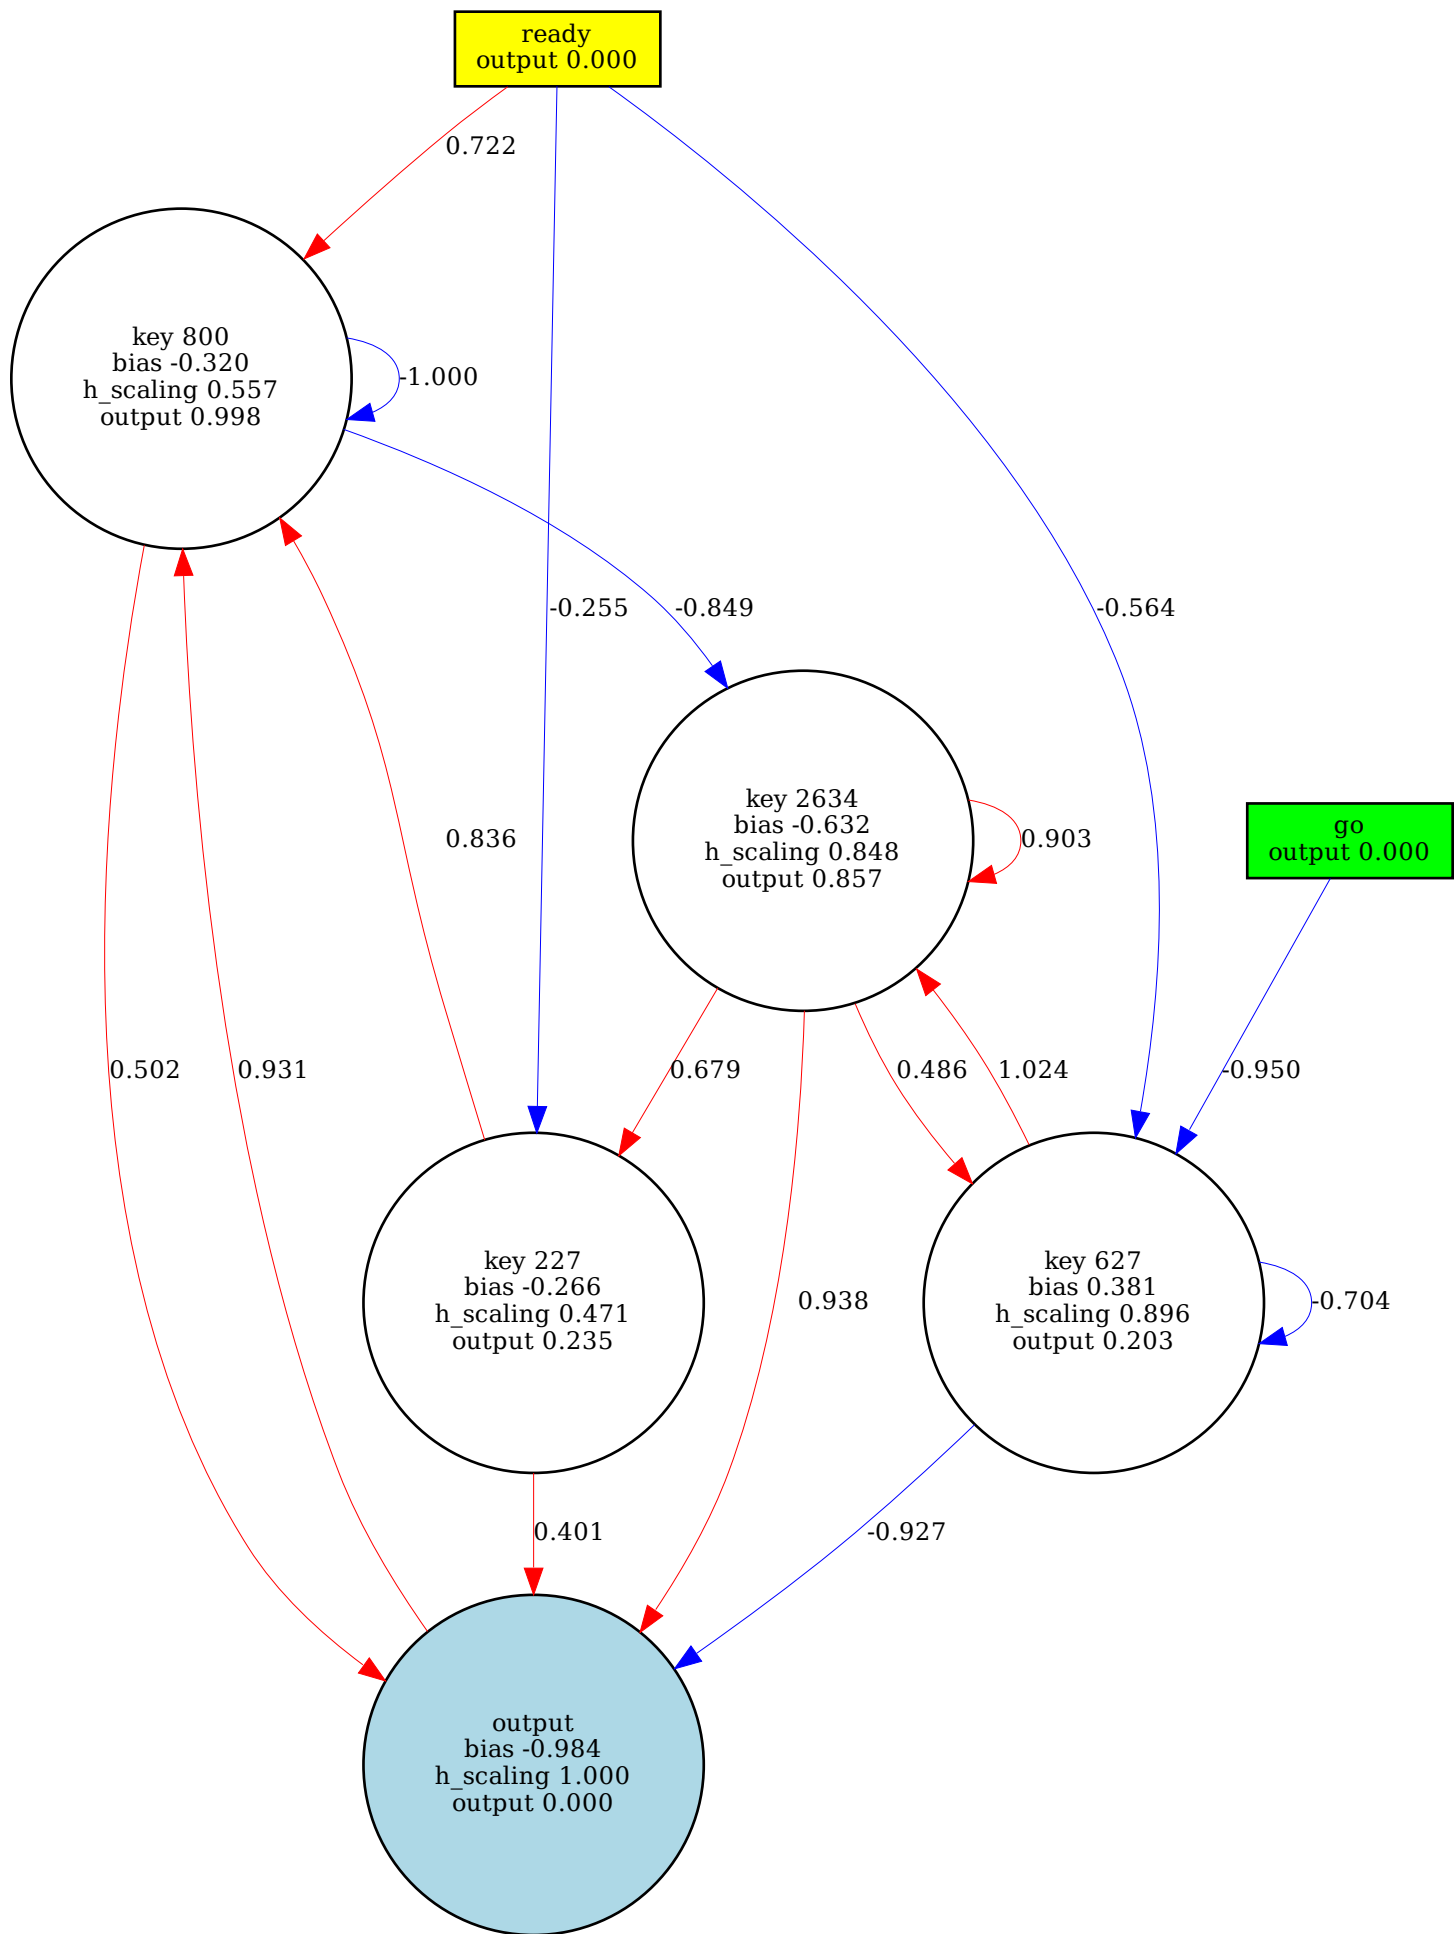 ready
output 0.000
0.722
key 800
bias -0.320
h_scaling 0.557
output 0.998
-1.000
-0.255
-0.849
-0.564
key 2634
bias -0.632
h_scaling 0.848
output 0.857
0.903
go
output 0.000
0.836
0.502
0.931
0.679
0.486
1.024
-0.950
key 227
bias -0.266
h_scaling 0.471
output 0.235
0.938
key 627
bias 0.381
h_scaling 0.896
output 0.203
-0.704
0.401
-0.927
output
bias -0.984
h_scaling 1.000
output 0.000